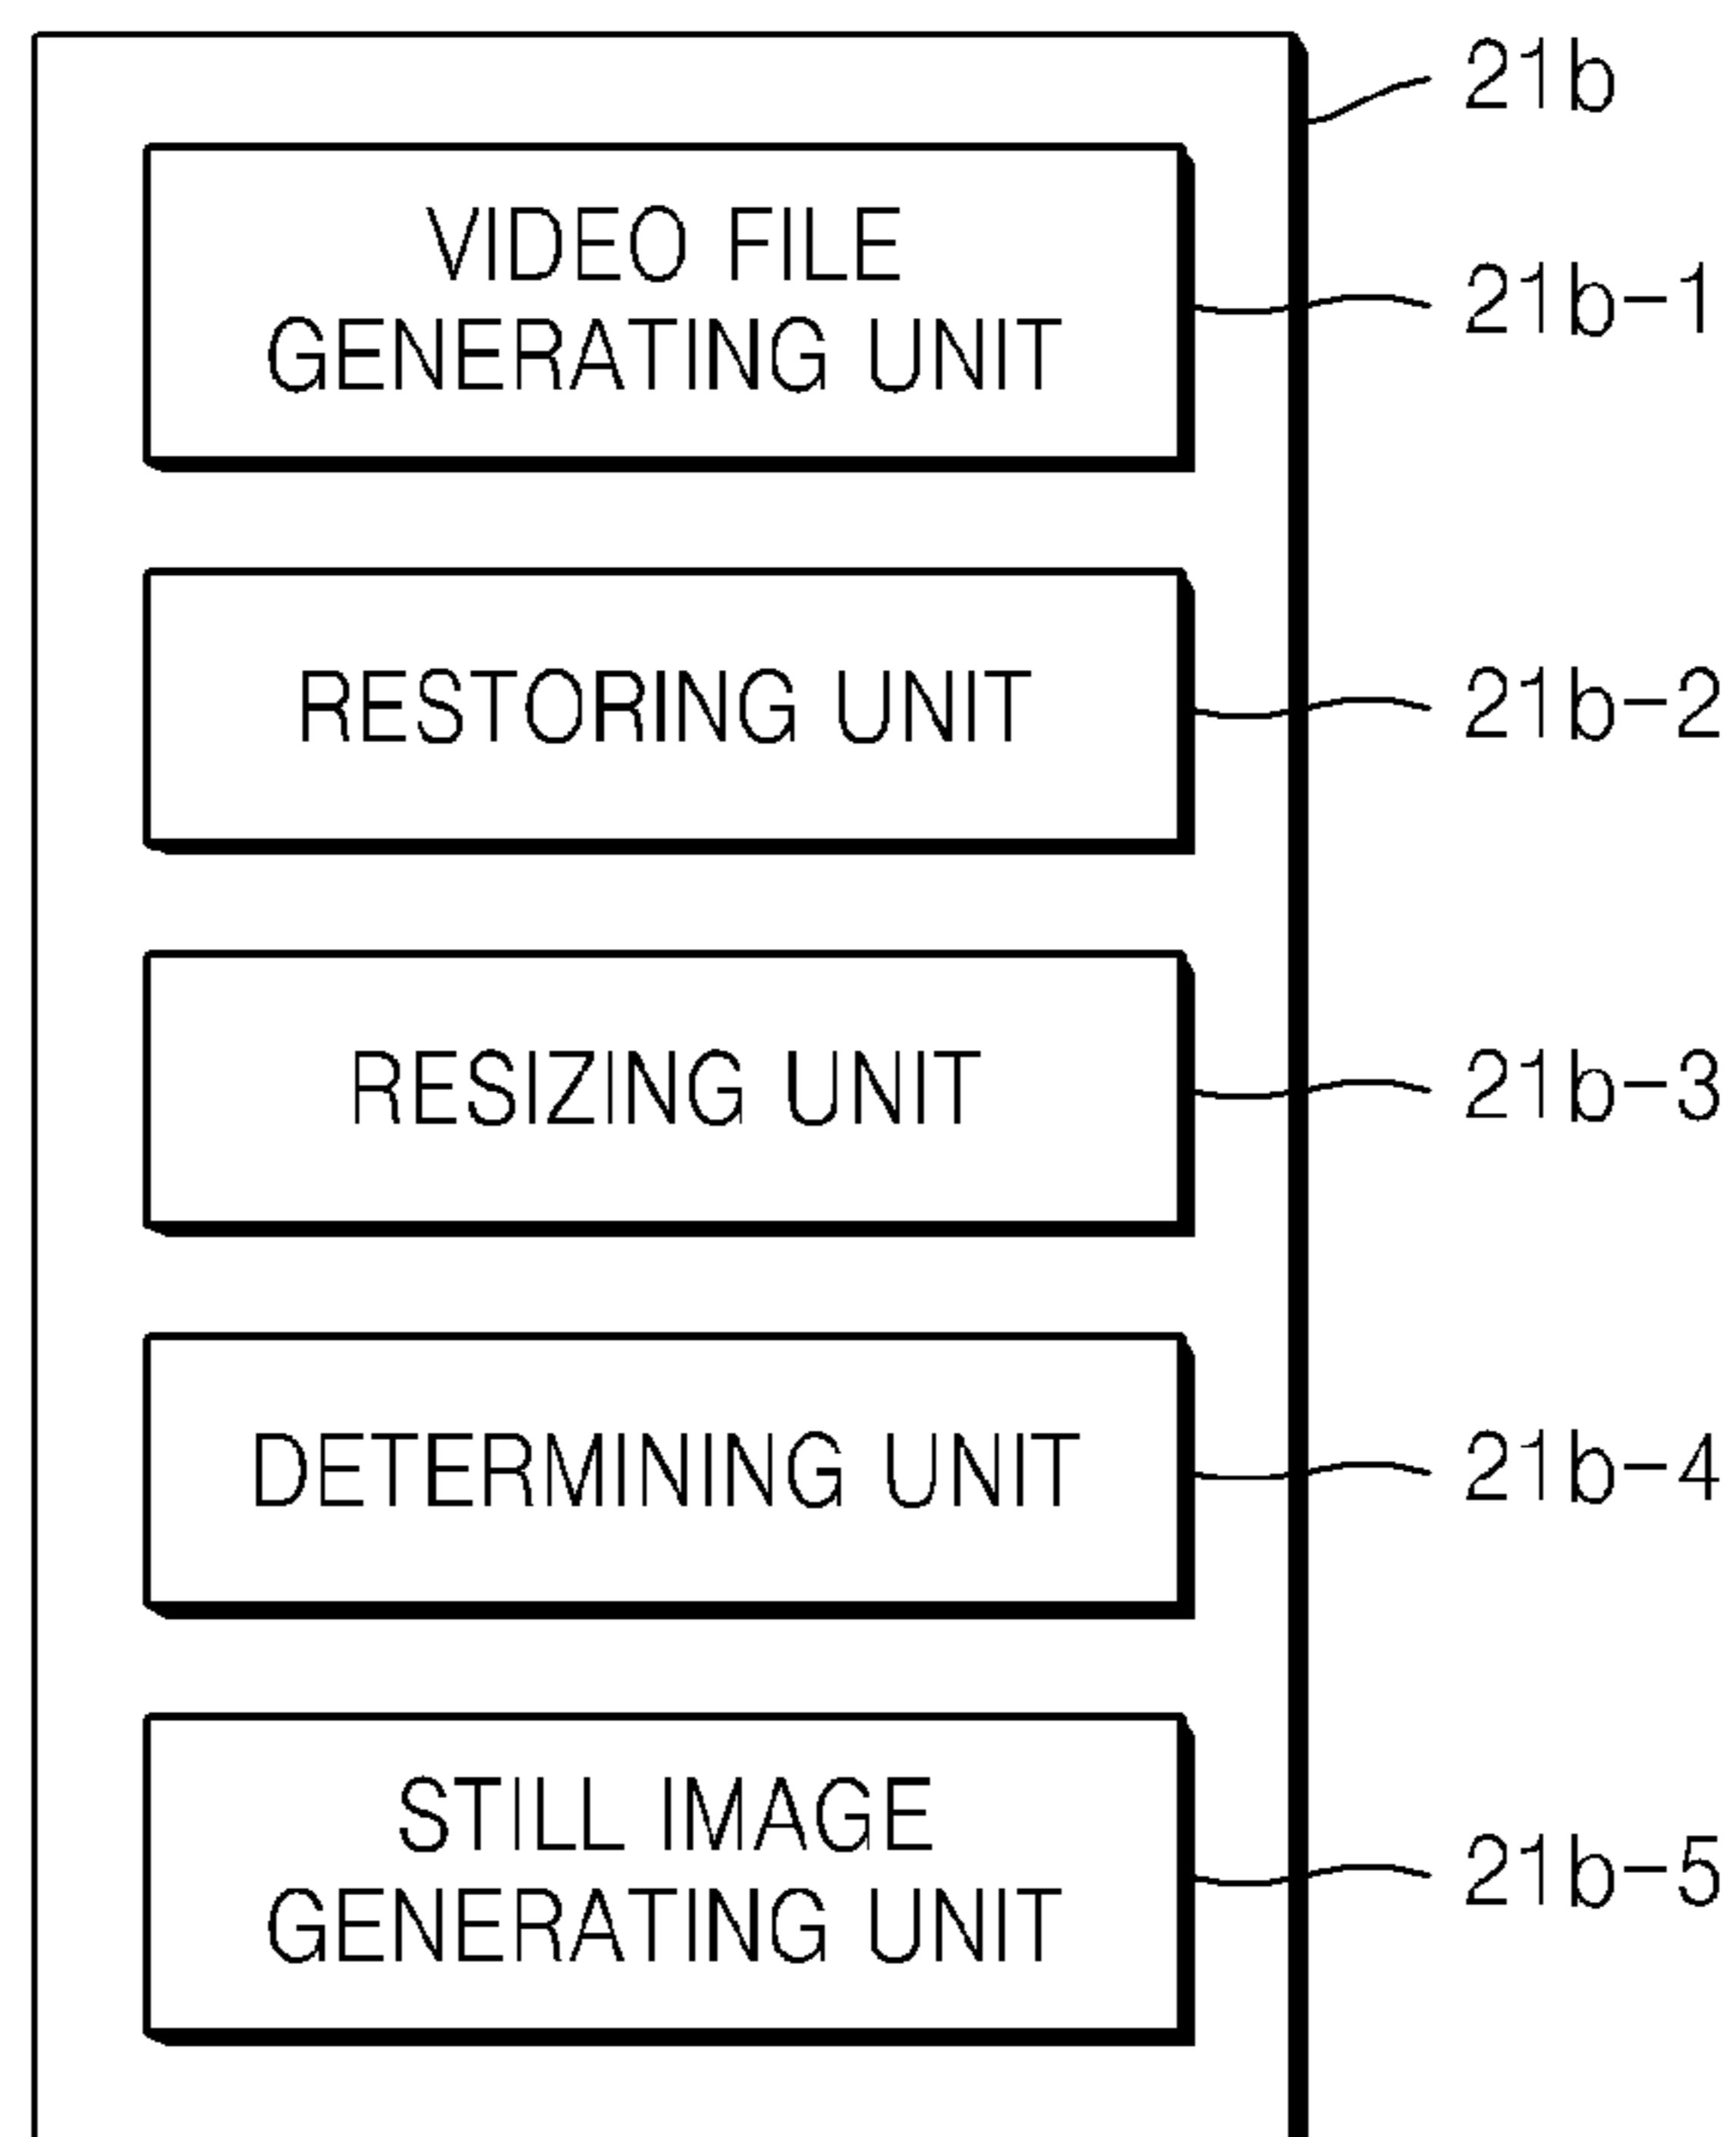 21b
VIDEO FILE
GENERATING UNIT
21b-1
RESTORING UNIT
21b-2
RESIZING UNIT
21b-3
DETERMINING UNIT
21b-4
STILL IMAGE
GENERATING UNIT
21b-5